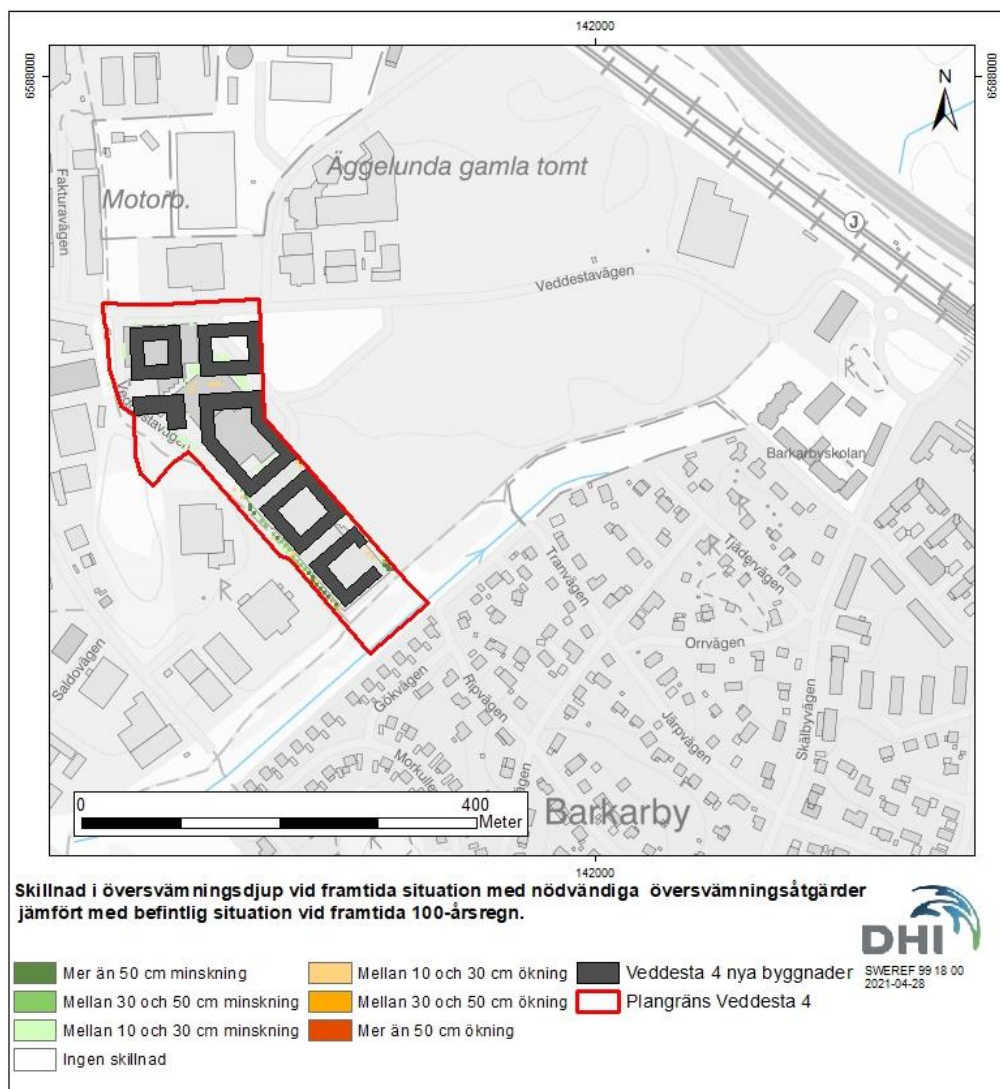 142000
6588000
6588000
N
Äggelunda gamla tomt
Motorb.
Fakturavägen
J
Veddestavägen
Veddestavägen
Barkarbyskolan
Tjädervägen
Tranvägen
Orrvägen
Saldovägen
Gökvägen
Ripvägen
Järpvägen
Skälbyvägen
Morkulle
ägen
Barkarby
0 400
Meter
142000
Skillnad i översvämningsdjup vid framtida situation med nödvändiga översvämningsåtgärder
jämfört med befintlig situation vid framtida 100-årsregn.
DHI
SWEREF 99 18 00
2021-04-28
Mer än 50 cm minskning
Mellan 30 och 50 cm minskning
Mellan 10 och 30 cm minskning
Ingen skillnad
Mellan 10 och 30 cm ökning
Mellan 30 och 50 cm ökning
Mer än 50 cm ökning
Veddesta 4 nya byggnader
Plangräns Veddesta 4